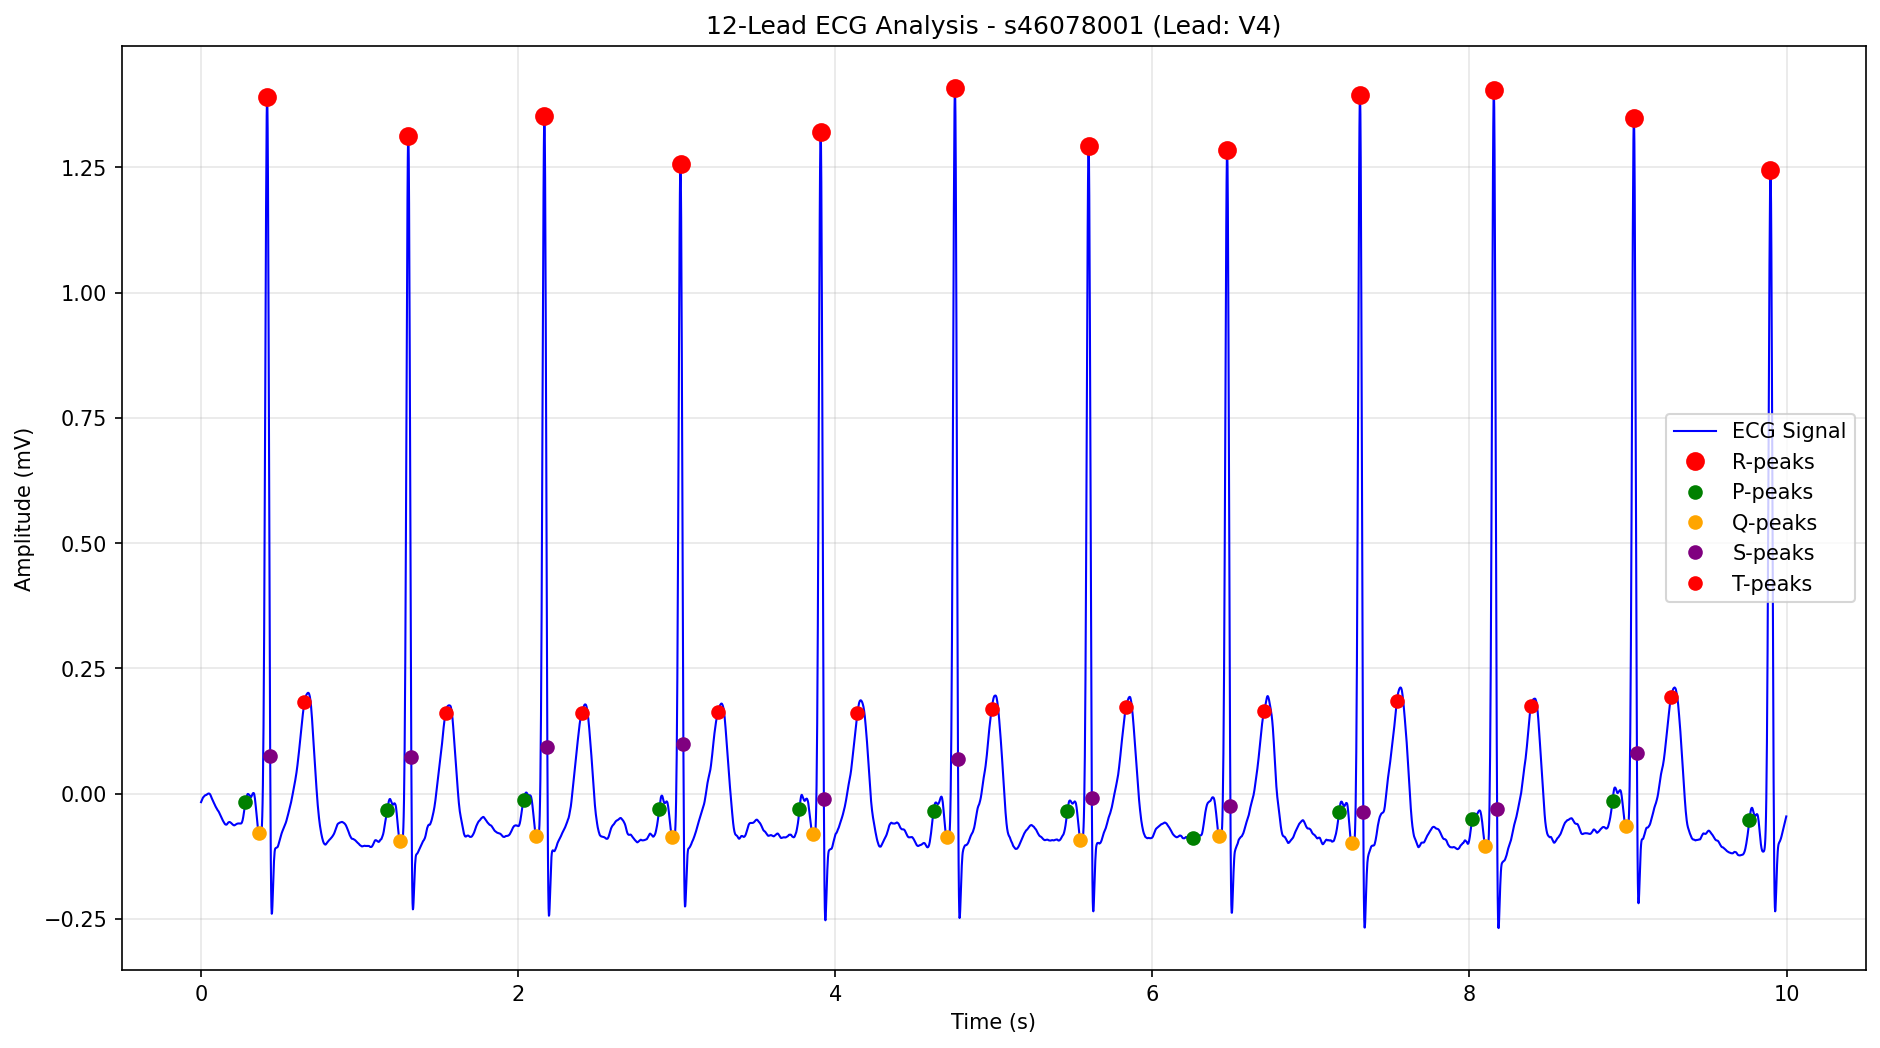 12-Lead ECG Analysis - s46078001 (Lead: V4)
Amplitude (mV)
1.25
1.00
0.75
0.50
0.25
0.00
−0.25
ECG Signal
R-peaks
P-peaks
Q-peaks
S-peaks
T-peaks
0 2 4 6 8 10
Time (s)